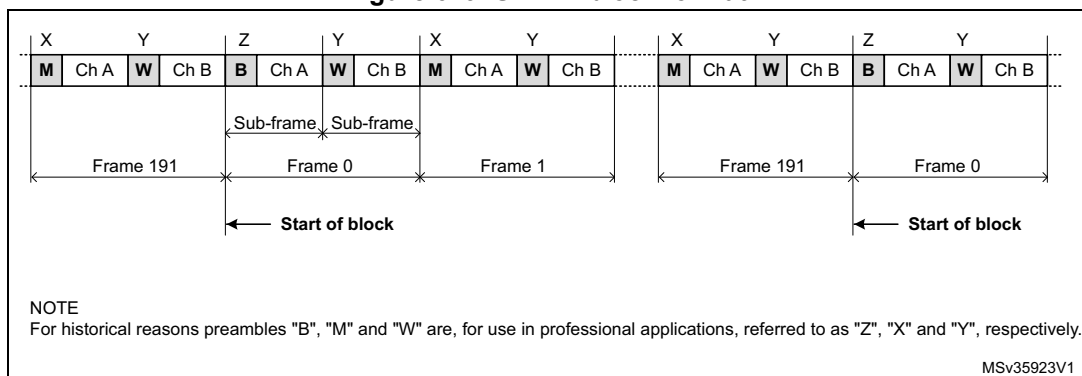 X Y Z Y X Y X Y Z Y
M Ch A W Ch B B Ch A W Ch B M Ch A W Ch B M Ch A W Ch B B Ch A W Ch B
Sub-frame Sub-frame
Frame 191 Frame 0 Frame 1 Frame 191 Frame 0
Start of block Start of block
NOTE
For historical reasons preambles "B", "M" and "W" are, for use in professional applications, referred to as "Z", "X" and "Y", respectively.
MSv35923V1